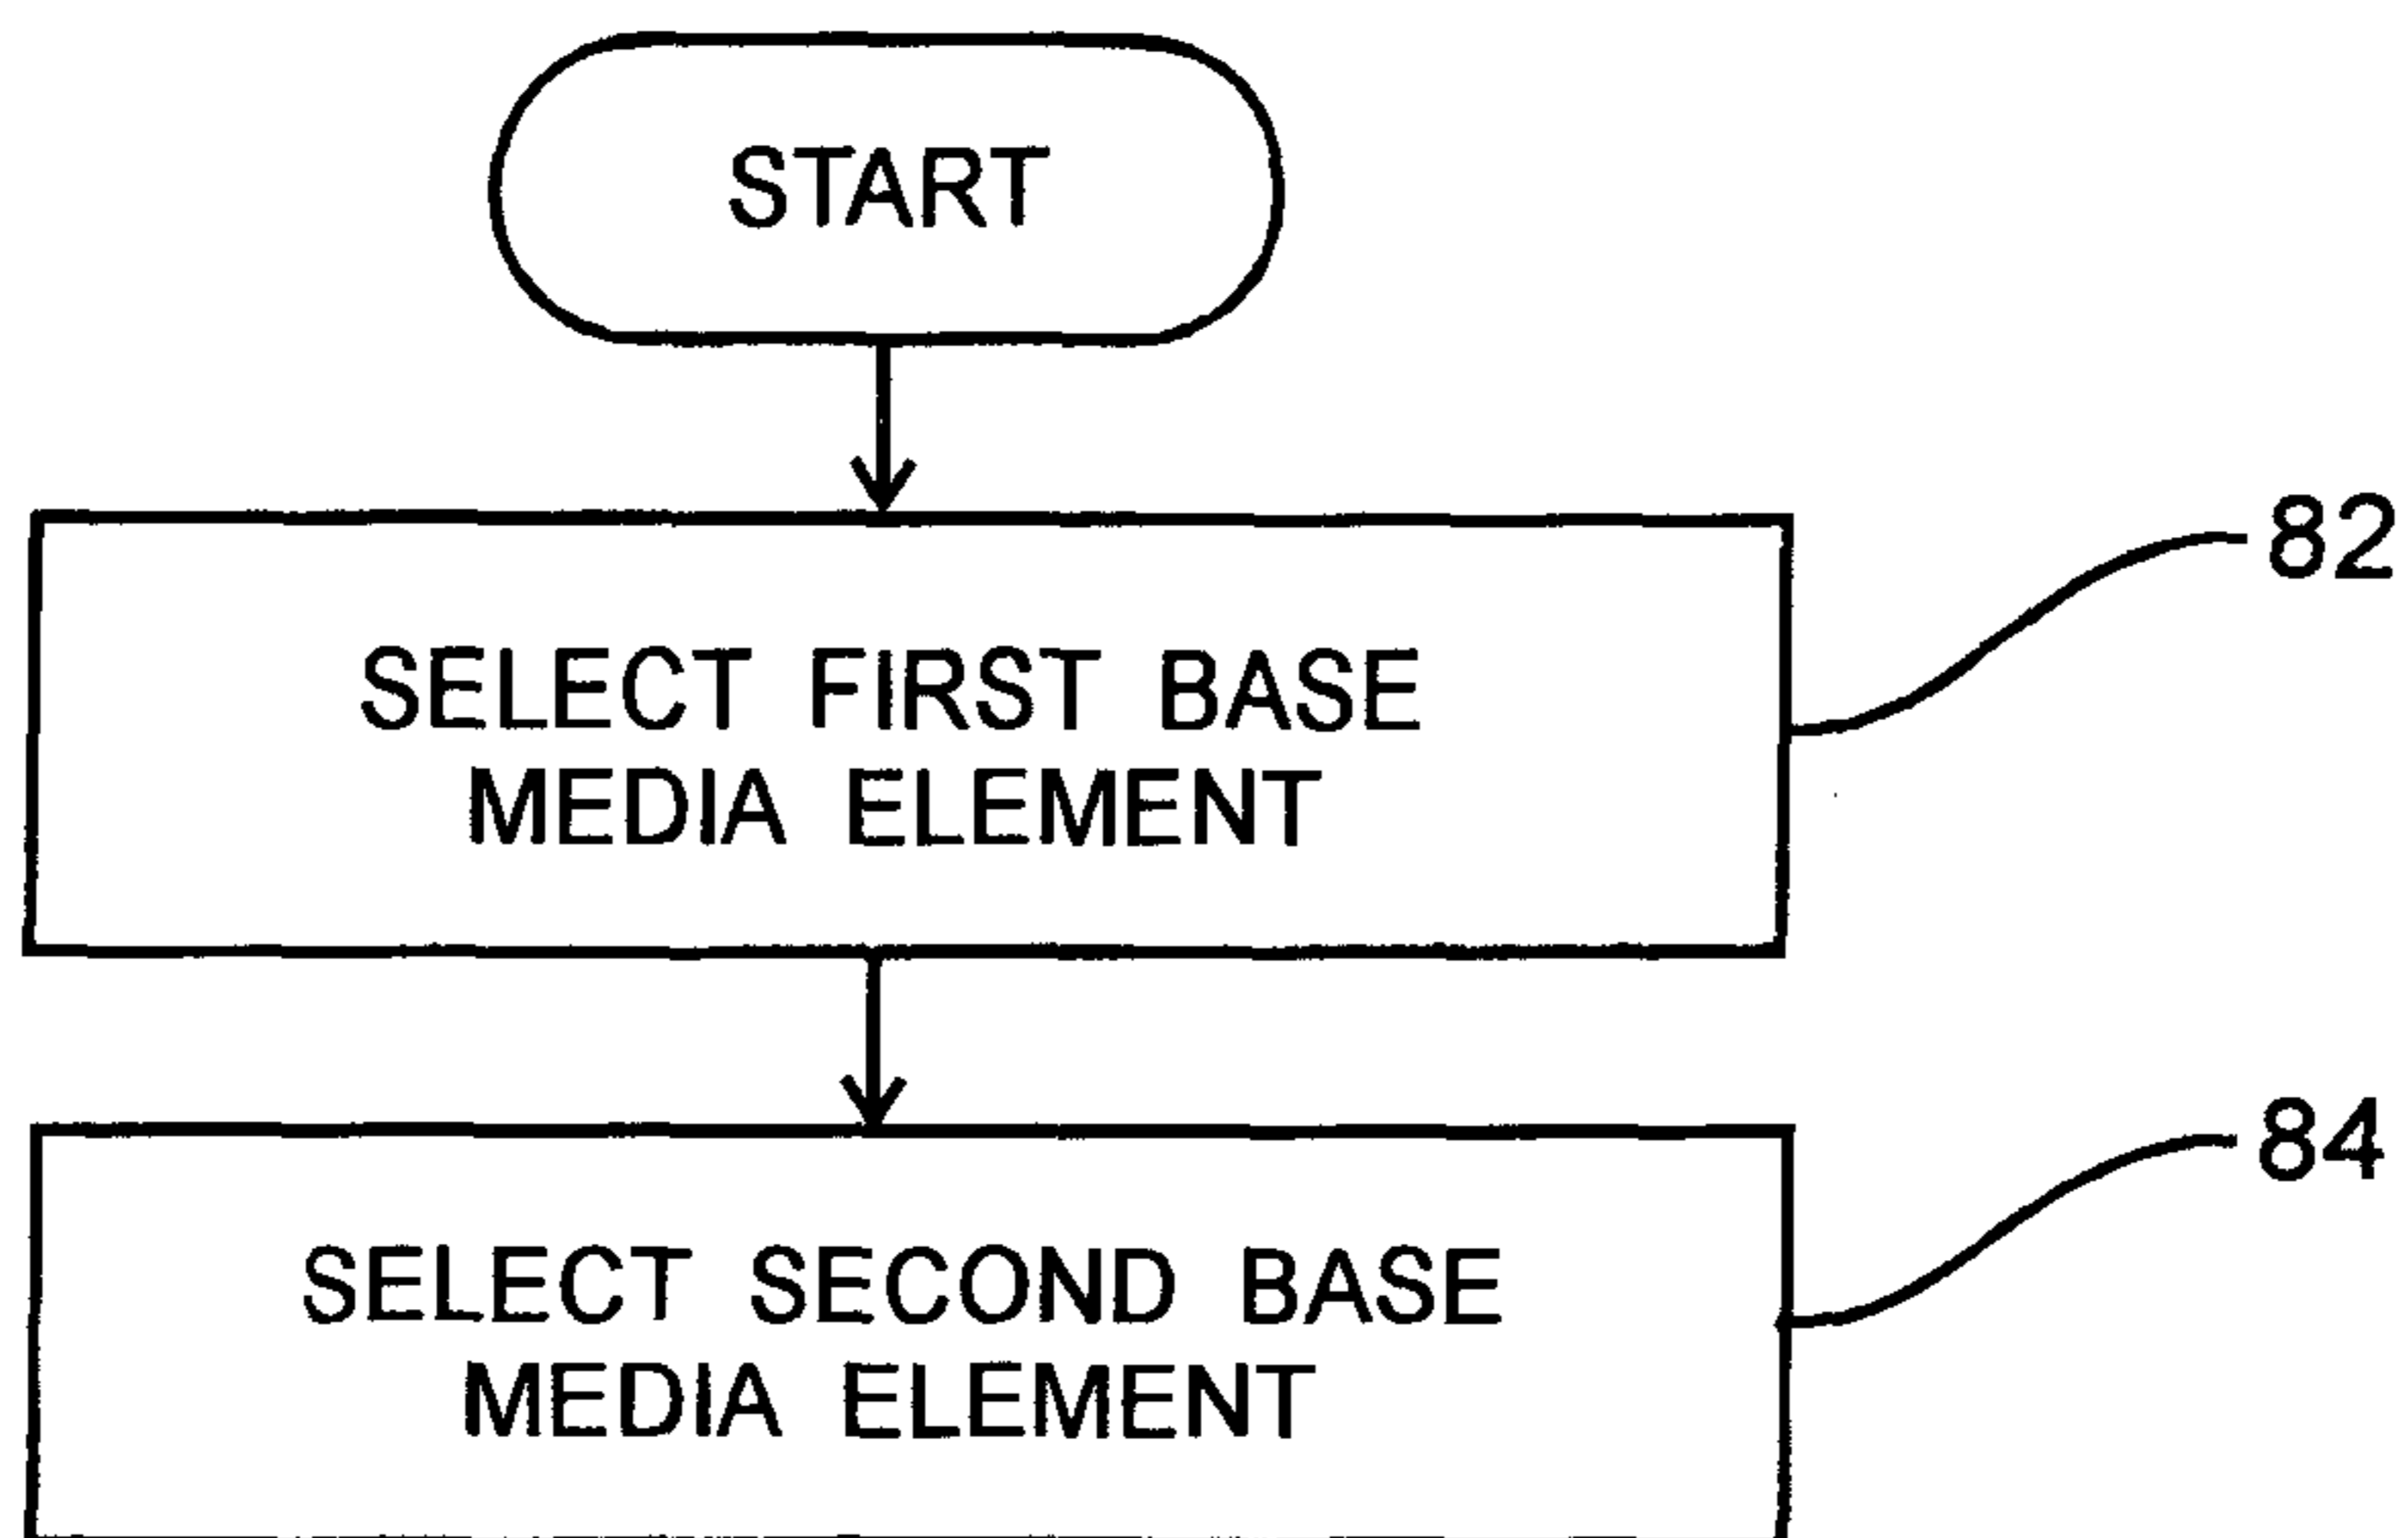 START
82
SELECT FIRST BASE
MEDIA ELEMENT
84
SELECT SECOND BASE
MEDIA ELEMENT